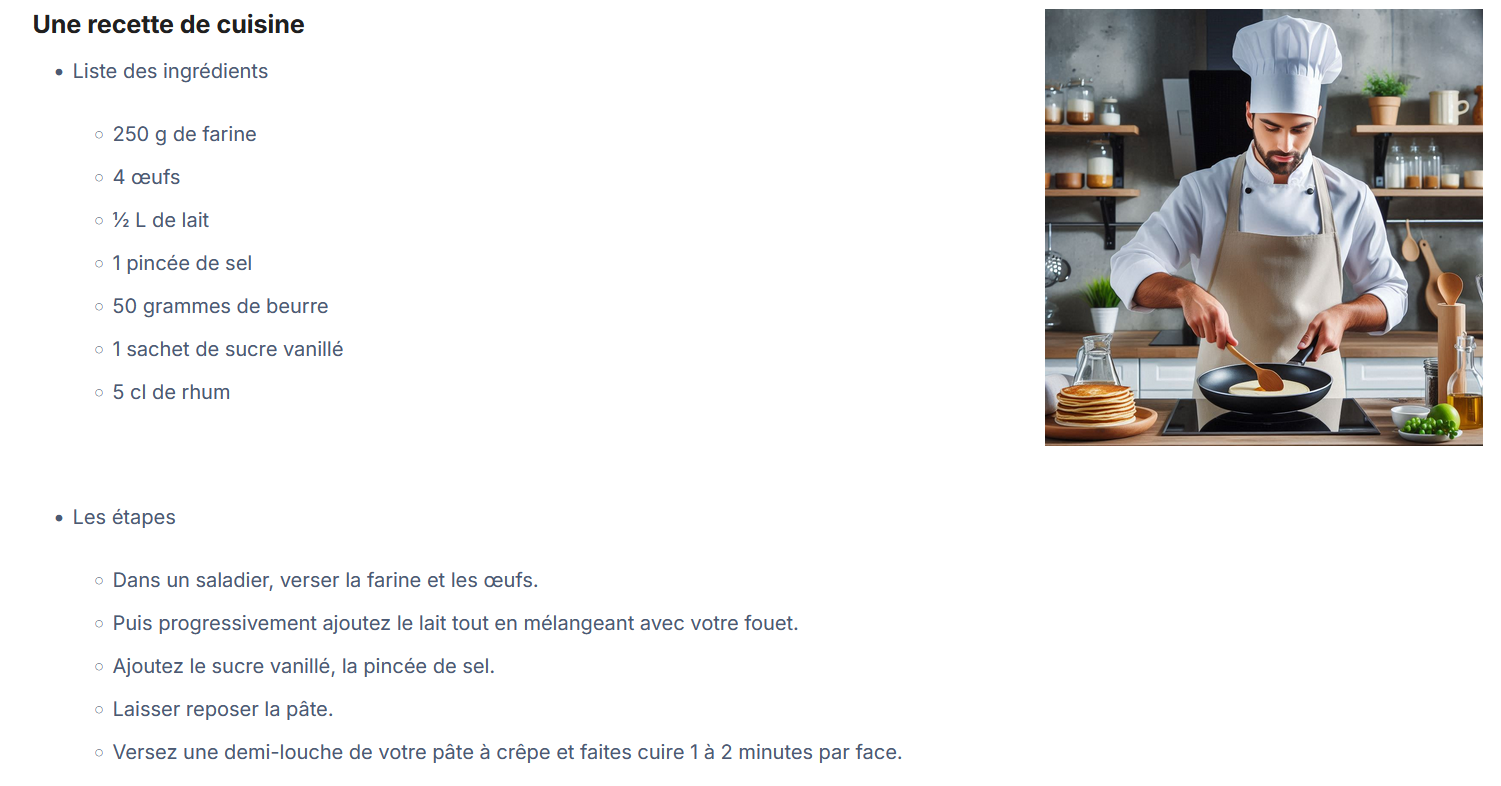 Une recette de cuisine
• Liste des ingrédients
○ 250 g de farine
○ 4 œufs
○ ½ L de lait
○ 1 pincée de sel
○ 50 grammes de beurre
○ 1 sachet de sucre vanillé
○ 5 cl de rhum
• Les étapes
○ Dans un saladier, verser la farine et les œufs.
○ Puis progressivement ajoutez le lait tout en mélangeant avec votre fouet.
○ Ajoutez le sucre vanillé, la pincée de sel.
○ Laisser reposer la pâte.
○ Versez une demi-louche de votre pâte à crêpe et faites cuire 1 à 2 minutes par face.